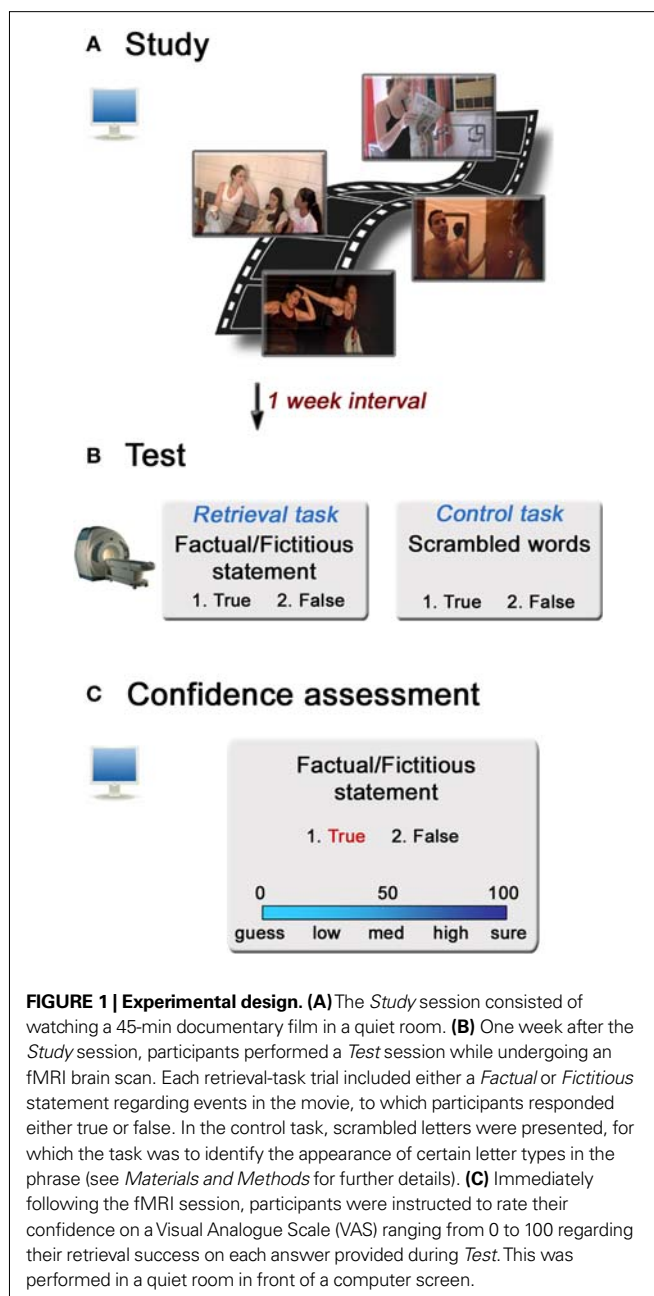 A Study
1 week interval
B Test
Retrieval task
Factual/Fictitious
statement
1. True 2. False
Control task
Scrambled words
1. True 2. False
C Confidence assessment
Factual/Fictitious
statement
1. True 2. False
0 50 100
guess low med high sure
FIGURE 1 | Experimental design. (A) The Study session consisted of
watching a 45-min documentary film in a quiet room. (B) One week after the
Study session, participants performed a Test session while undergoing an
fMRI brain scan. Each retrieval-task trial included either a Factual or Fictitious
statement regarding events in the movie, to which participants responded
either true or false. In the control task, scrambled letters were presented, for
which the task was to identify the appearance of certain letter types in the
phrase (see Materials and Methods for further details). (C) Immediately
following the fMRI session, participants were instructed to rate their
confidence on a Visual Analogue Scale (VAS) ranging from 0 to 100 regarding
their retrieval success on each answer provided during Test. This was
performed in a quiet room in front of a computer screen.